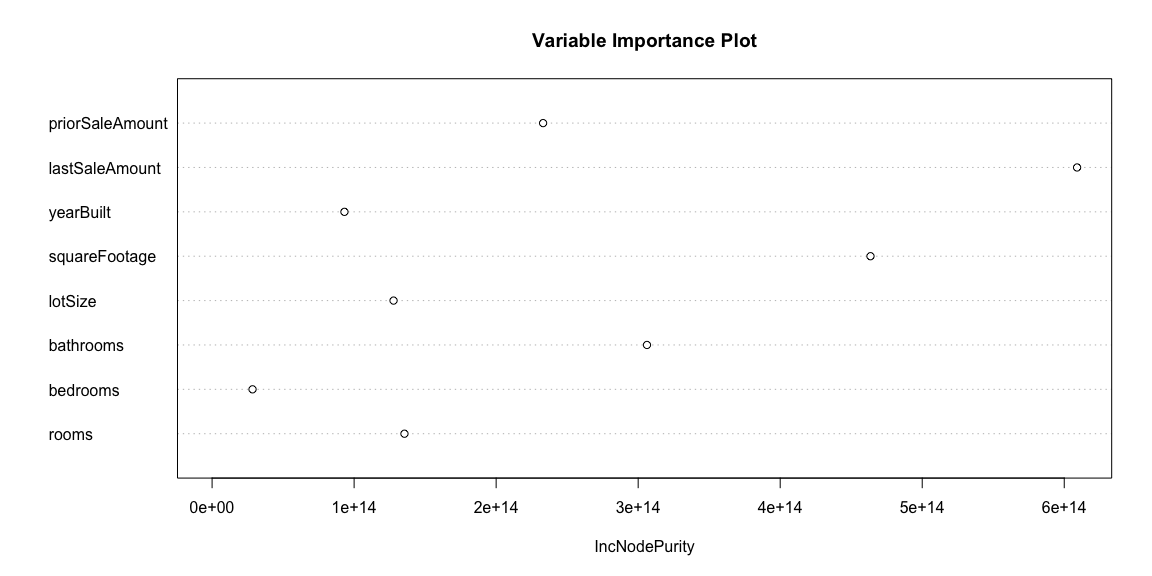 Variable Importance Plot
priorSaleAmount
lastSaleAmount
yearBuilt
squareFootage
lotSize
bathrooms
bedrooms
rooms
0e+00 1e+14 2e+14 3e+14 4e+14 5e+14 6e+14
IncNodePurity